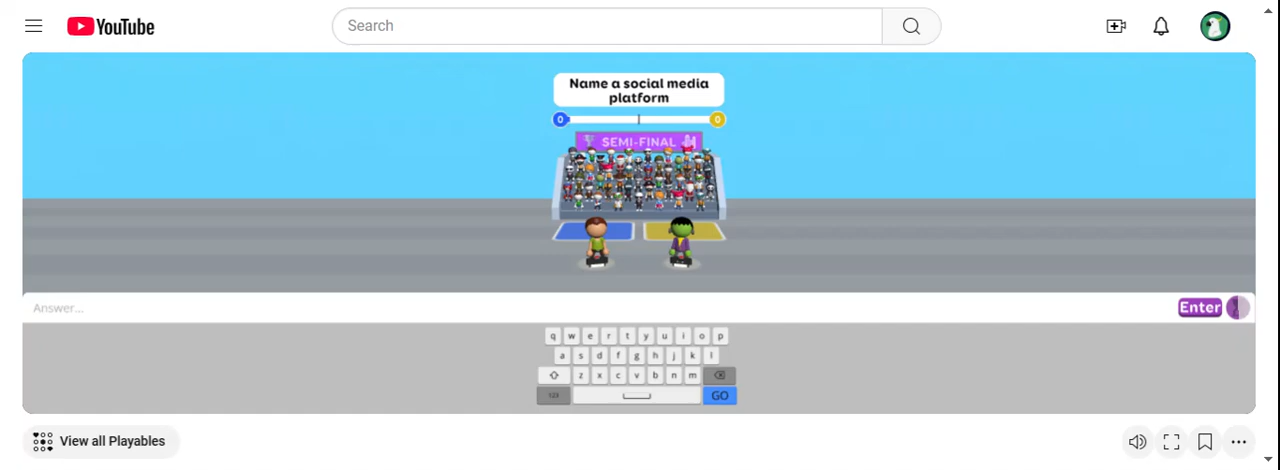 YouTube
Search
Name a social media
platform
0
0
SEMI-FINAL
Answer...
Enter
q w e r t y u i o p
a s d f g h j k l
z x c v b n m
123
GO
View all Playables